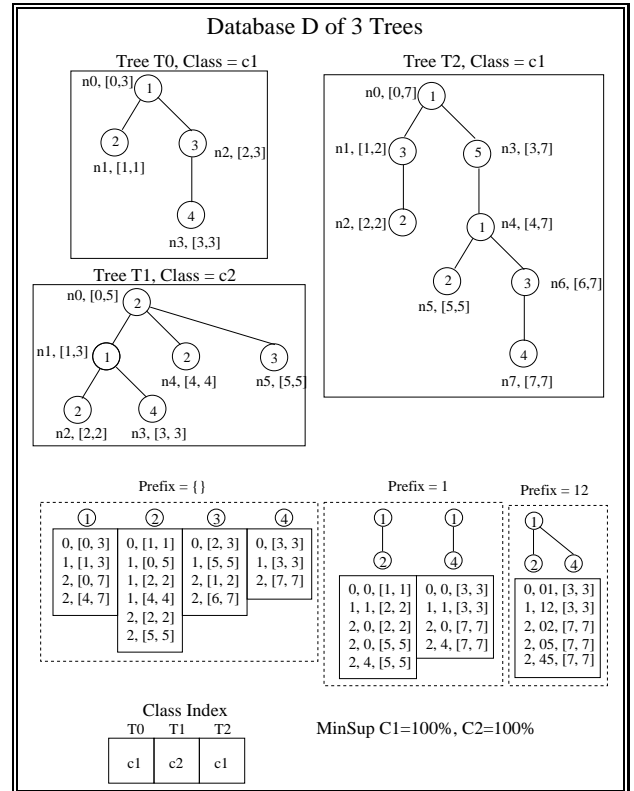 Database D of 3 Trees
Tree T0, Class = c1
n0, [0,3]
1
2
3
n2, [2,3]
n1, [1,1]
4
n3, [3,3]
Tree T2, Class = c1
n0, [0,7]
1
n1, [1,2]
3
5
n3, [3,7]
n2, [2,2]
2
1
n4, [4,7]
2
3
n6, [6,7]
n5, [5,5]
4
n7, [7,7]
Tree T1, Class = c2
n0, [0,5]
2
n1, [1,3]
1
2
3
n4, [4, 4]
n5, [5,5]
2
4
n2, [2,2]
n3, [3, 3]
Prefix = {}
1
2
3
4
0, [0, 3]
1, [1, 3]
2, [0, 7]
2, [4, 7]
0, [1, 1]
1, [0, 5]
1, [2, 2]
1, [4, 4]
2, [2, 2]
2, [5, 5]
0, [2, 3]
1, [5, 5]
2, [1, 2]
2, [6, 7]
0, [3, 3]
1, [3, 3]
2, [7, 7]
Prefix = 1
1
1
2
4
0, 0, [1, 1]
1, 1, [2, 2]
2, 0, [2, 2]
2, 0, [5, 5]
2, 4, [5, 5]
0, 0, [3, 3]
1, 1, [3, 3]
2, 0, [7, 7]
2, 4, [7, 7]
Prefix = 12
1
2
4
0, 01, [3, 3]
1, 12, [3, 3]
2, 02, [7, 7]
2, 05, [7, 7]
2, 45, [7, 7]
Class Index
T0 T1 T2
c1 c2 c1
MinSup C1=100%, C2=100%